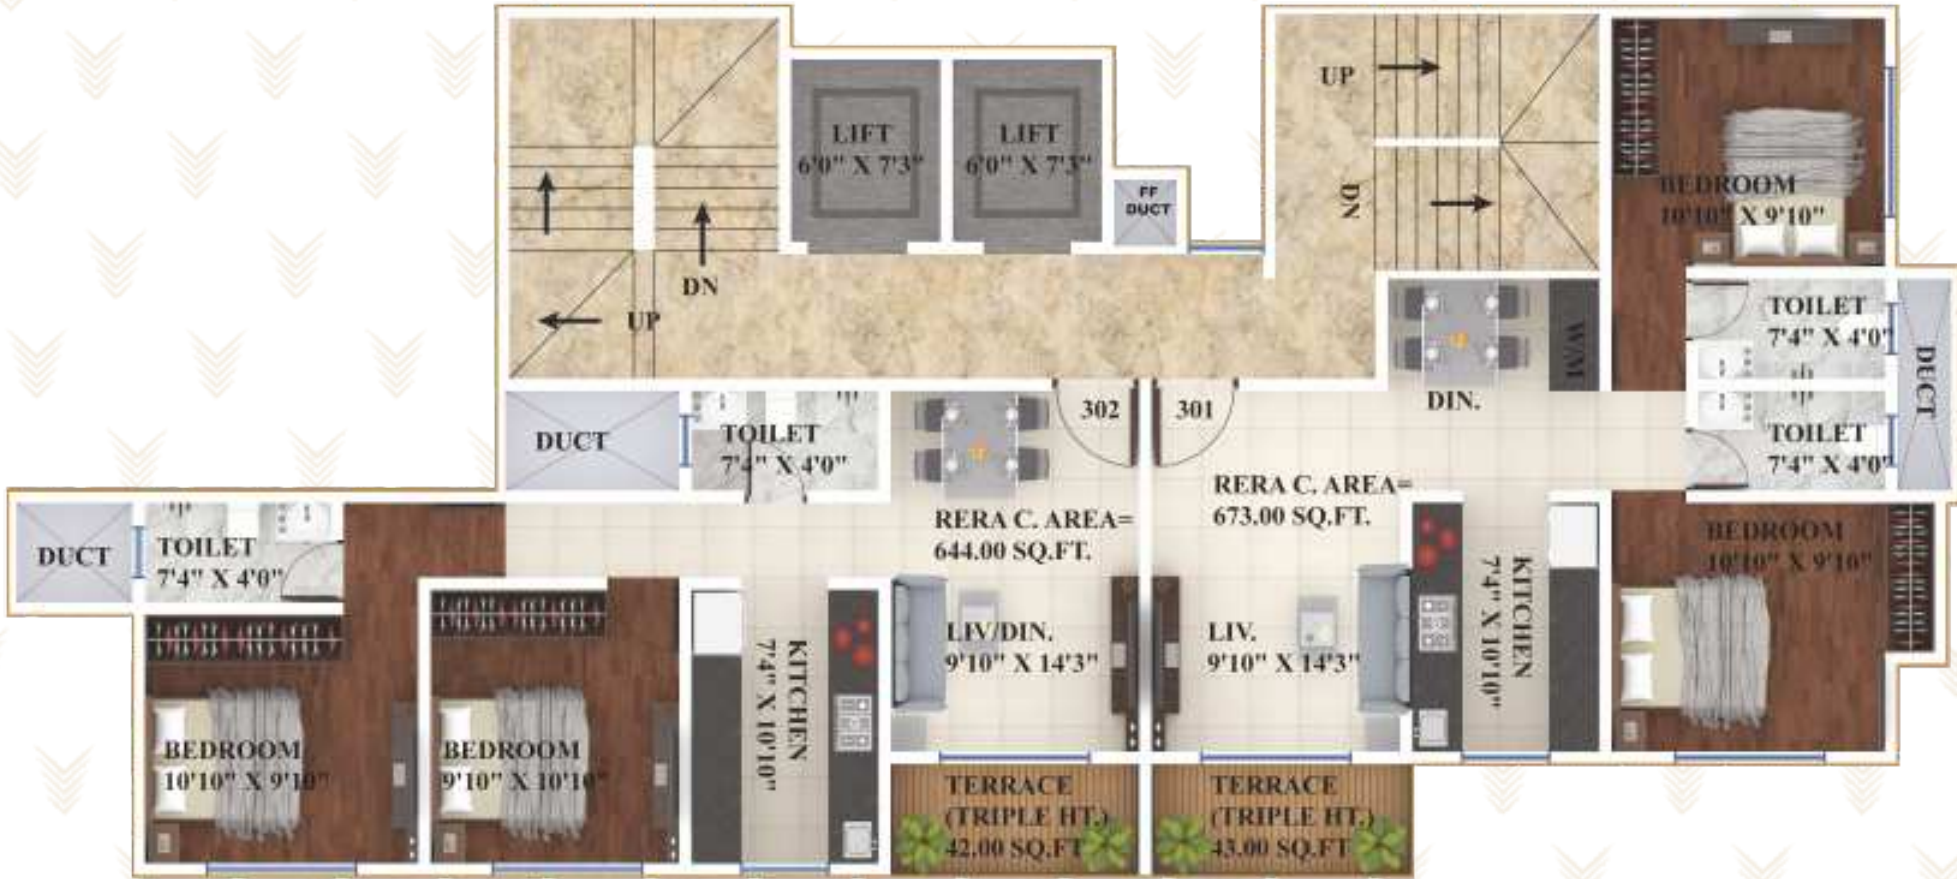 UP
DN
LIFT
6'0" X 7'3"
LIFT
6'0" X 7'3"
FF
DUCT
UP
DN
BEDROOM
10'10" X 9'10"
TOILET
7'4" X 4'0"
DUCT
TOILET
7'4" X 4'0"
W/M
DIN.
302
301
DUCT
TOILET
7'4" X 4'0"
RERA C. AREA=
644.00 SQ.FT.
RERA C. AREA=
673.00 SQ.FT.
DUCT
TOILET
7'4" X 4'0"
BEDROOM
10'10" X 9'10"
BEDROOM
9'10" X 10'10"
KITCHEN
7'4" X 10'10"
LIV/DIN.
9'10" X 14'3"
LIV.
9'10" X 14'3"
KITCHEN
7'4" X 10'10"
BEDROOM
10'10" X 9'10"
TERRACE
(TRIPLE HT.)
42.00 SQ.FT
TERRACE
(TRIPLE HT.)
43.00 SQ.FT